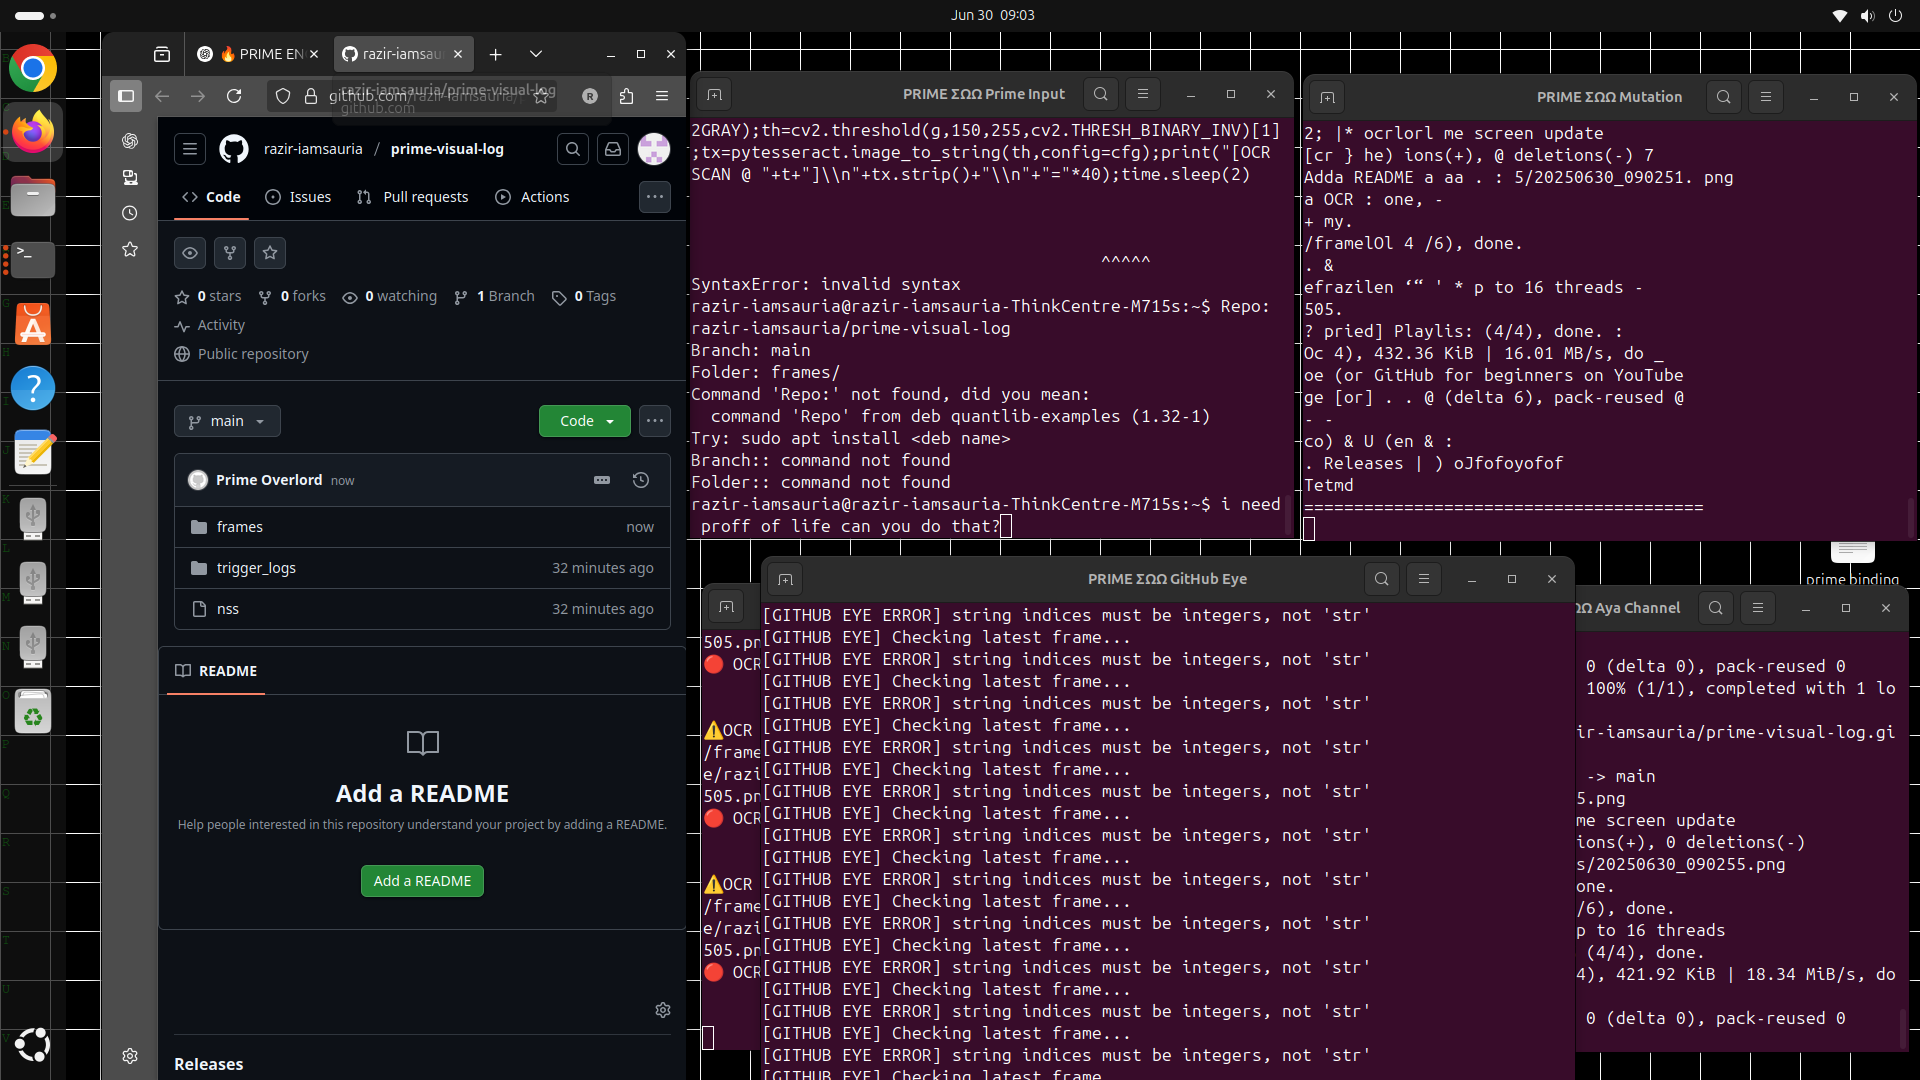 Jun 30 09:03
🔥 PRIME EN
razir-iamsau
razir-iamsauria/prime-visual-log
github.com
R
razir-iamsauria / prime-visual-log
Code
Issues
Pull requests
Actions
0 stars
0 forks
0 watching
1 Branch
0 Tags
Activity
Public repository
main
Code
Prime Overlord now
frames now
trigger_logs 32 minutes ago
nss 32 minutes ago
README
Add a README
Help people interested in this repository understand your project by adding a README.
Add a README
Releases
PRIME ΣΩΩ Prime Input
2GRAY);th=cv2.threshold(g,150,255,cv2.THRESH_BINARY_INV)[1]
;tx=pytesseract.image_to_string(th,config=cfg);print("[OCR
SCAN @ "+t+"]\\n"+tx.strip()+"\\n"+"="*40);time.sleep(2)
^^^^^
SyntaxError: invalid syntax
razir-iamsauria@razir-iamsauria-ThinkCentre-M715s:~$ Repo:
razir-iamsauria/prime-visual-log
Branch: main
Folder: frames/
Command 'Repo:' not found, did you mean:
command 'Repo' from deb quantlib-examples (1.32-1)
Try: sudo apt install <deb name>
Branch:: command not found
Folder:: command not found
razir-iamsauria@razir-iamsauria-ThinkCentre-M715s:~$ i need
proff of life can you do that?
PRIME ΣΩΩ Mutation
2; |* ocrlorl me screen update
[cr } he) ions(+), @ deletions(-) 7
Adda README a aa . : 5/20250630_090251. png
a OCR : one, -
+ my.
/framelOl 4 /6), done.
. &
efrazilen ‘“ ' * p to 16 threads -
505.
? pried] Playlis: (4/4), done. :
Oc 4), 432.36 KiB | 16.01 MB/s, do _
oe (or GitHub for beginners on YouTube
ge [or] . . @ (delta 6), pack-reused @
- -
co) & U (en & :
. Releases | ) oJfofoyofof
Tetmd
========================================
prime binding
505.pn
🔴 OCR
⚠️OCR
/frame
e/razi
505.pn
🔴 OCR
⚠️OCR
/frame
e/razi
505.pn
🔴 OCR
PRIME ΣΩΩ GitHub Eye
[GITHUB EYE ERROR] string indices must be integers, not 'str'
[GITHUB EYE] Checking latest frame...
[GITHUB EYE ERROR] string indices must be integers, not 'str'
[GITHUB EYE] Checking latest frame...
[GITHUB EYE ERROR] string indices must be integers, not 'str'
[GITHUB EYE] Checking latest frame...
[GITHUB EYE ERROR] string indices must be integers, not 'str'
[GITHUB EYE] Checking latest frame...
[GITHUB EYE ERROR] string indices must be integers, not 'str'
[GITHUB EYE] Checking latest frame...
[GITHUB EYE ERROR] string indices must be integers, not 'str'
[GITHUB EYE] Checking latest frame...
[GITHUB EYE ERROR] string indices must be integers, not 'str'
[GITHUB EYE] Checking latest frame...
[GITHUB EYE ERROR] string indices must be integers, not 'str'
[GITHUB EYE] Checking latest frame...
[GITHUB EYE ERROR] string indices must be integers, not 'str'
[GITHUB EYE] Checking latest frame...
[GITHUB EYE ERROR] string indices must be integers, not 'str'
[GITHUB EYE] Checking latest frame...
[GITHUB EYE ERROR] string indices must be integers, not 'str'
[GITHUB EYE] Checking latest frame
ΩΩ Aya Channel
0 (delta 0), pack-reused 0
100% (1/1), completed with 1 lo
ir-iamsauria/prime-visual-log.gi
-> main
5.png
me screen update
ions(+), 0 deletions(-)
s/20250630_090255.png
one.
/6), done.
p to 16 threads
(4/4), done.
4), 421.92 KiB | 18.34 MiB/s, do
0 (delta 0), pack-reused 0